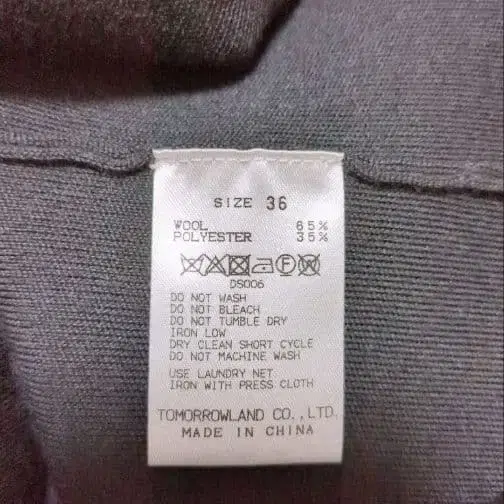 SIZE 36
WOOL 65%
POLYESTER 35%
DS006
DO NOT WASH
DO NOT BLEACH
DO NOT TUMBLE DRY
IRON LOW
DRY CLEAN SHORT CYCLE
DO NOT MACHINE WASH
USE LAUNDRY NET
IRON WITH PRESS CLOTH
TOMORROWLAND CO., LTD.
MADE IN CHINA